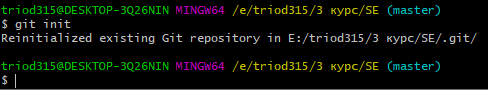 triod315@DESKTOP-3Q26NIN MINGW64 /e/triod315/3 курс/SE (master)
$ git init
Reinitialized existing Git repository in E:/triod315/3 курс/SE/.git/
triod315@DESKTOP-3Q26NIN MINGW64 /e/triod315/3 курс/SE (master)
$